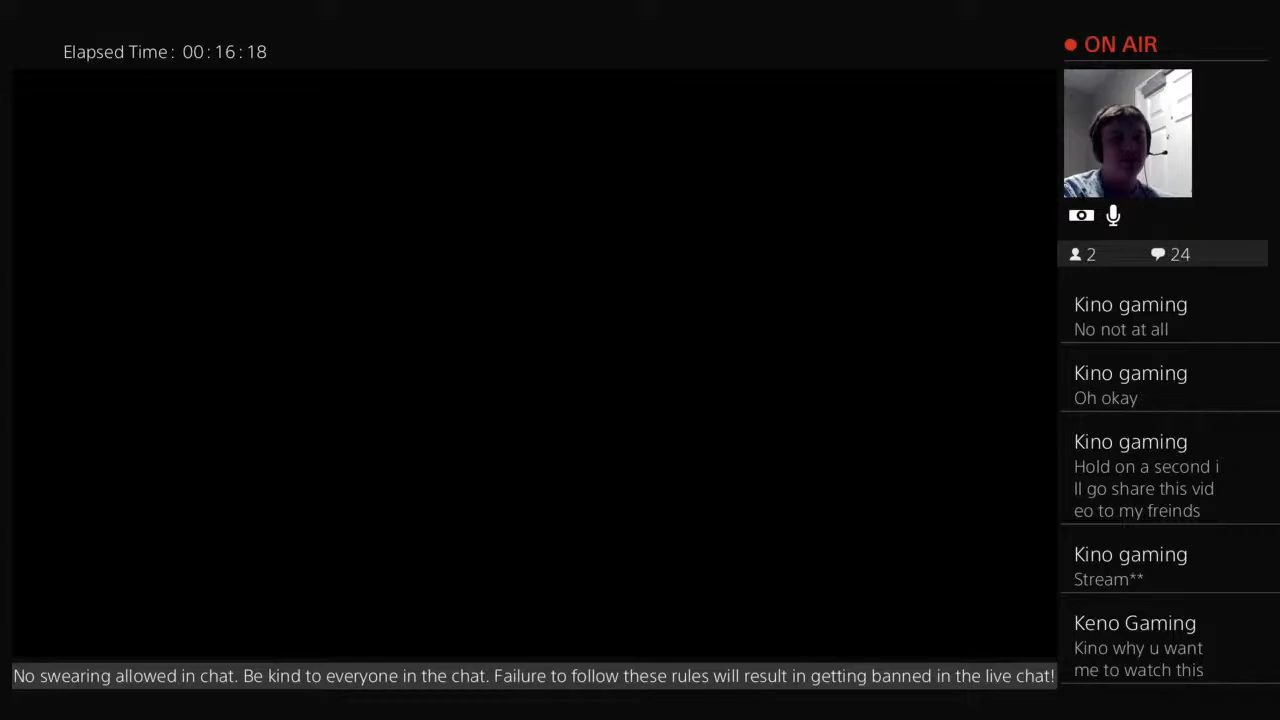 Elapsed Time: 00:16:18
ON AIR
2 24
Kino gaming
No not at all
Kino gaming
Oh okay
Kino gaming
Hold on a second i
ll go share this vid
eo to my freinds
Kino gaming
Stream**
Keno Gaming
Kino why u want
me to watch this
No swearing allowed in chat. Be kind to everyone in the chat. Failure to follow these rules will result in getting banned in the live chat!